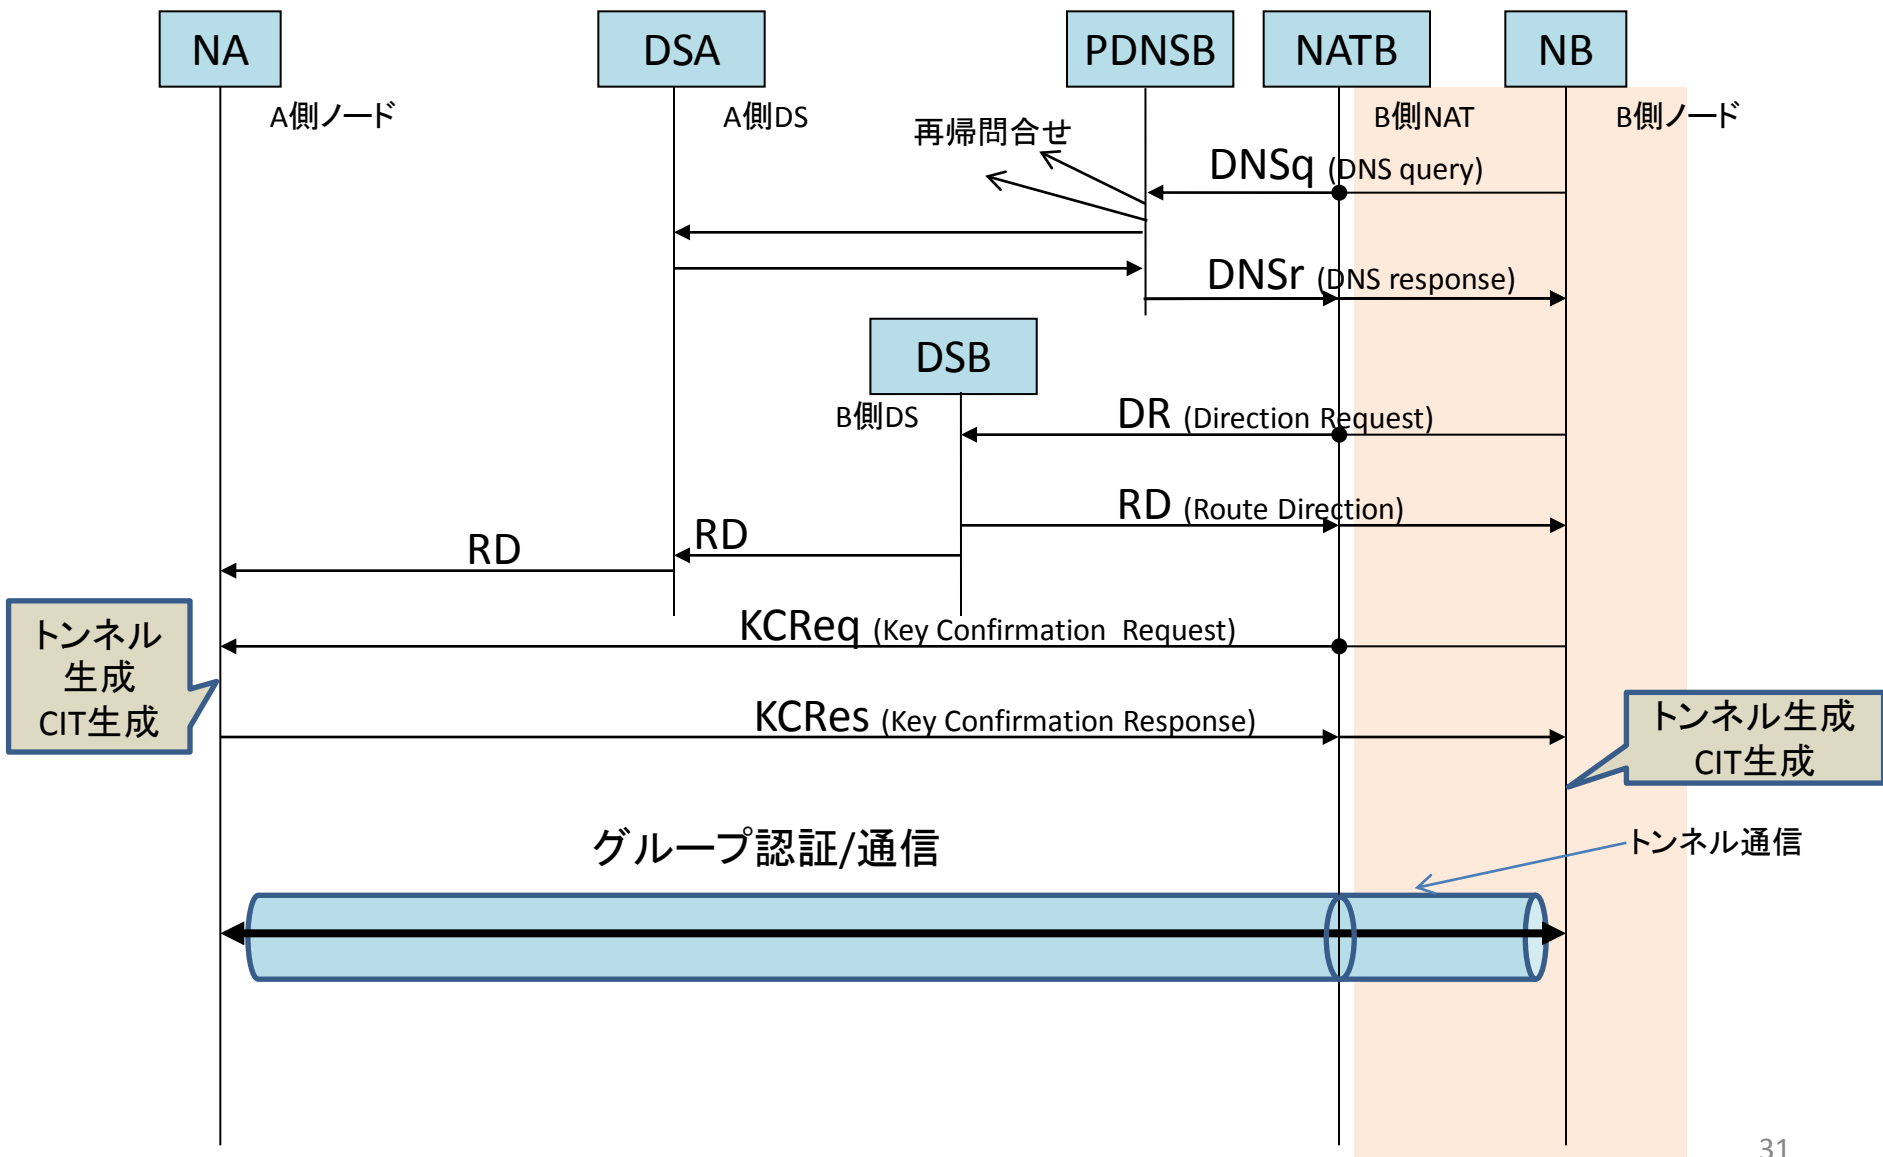 NA
DSA
PDNSB
NATB
NB
A側ノード
A側DS
B側NAT
B側ノード
再帰問合せ
DNSq (DNS query)
DNSr (DNS response)
DSB
B側DS
DR (Direction Request)
RD (Route Direction)
RD
RD
KCReq (Key Confirmation Request)
トンネル
生成
CIT生成
KCRes (Key Confirmation Response)
トンネル生成
CIT生成
グループ認証/通信
トンネル通信
31